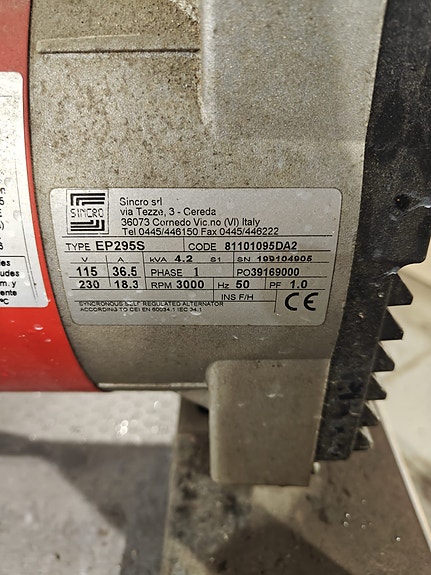 SINCRO
Sincro srl
via Tezza, 3 - Cereda
36073 Cornedo Vic.no (VI) Italy
Tel 0445/446150 Fax 0445/446222
TYPE EP295S CODE 81101095DA2
V A kVA 4.2 S1 SN 199104905
115 36.5 PHASE 1 PO39169000
230 18.3 RPM 3000 Hz 50 PF 1.0
INS F/H CE
SYNCRONOUS SELF REGULATED ALTERNATOR
ACCORDING TO CEI EN 60034.1 IEC 34.1